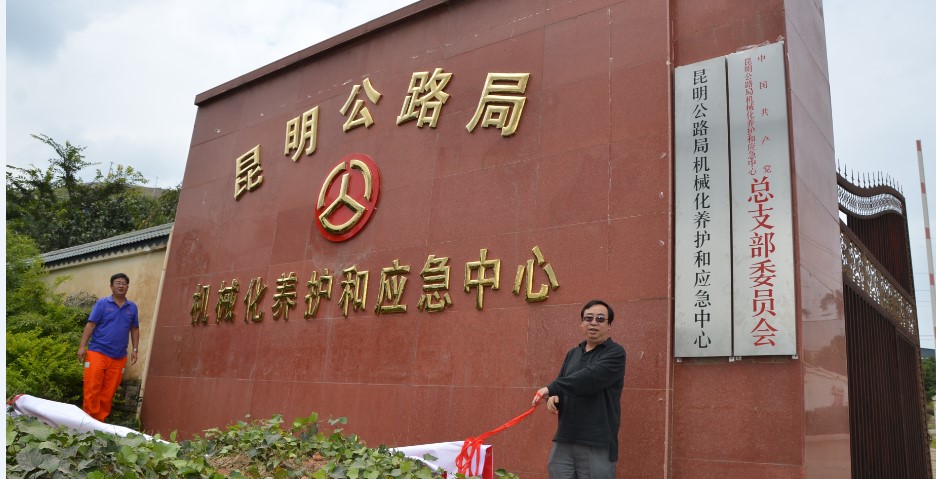 昆明公路局
机械化养护和应急中心
昆明公路局机械化养护和应急中心
中国共产党
昆明公路局机械化养护和应急中心
总支部委员会